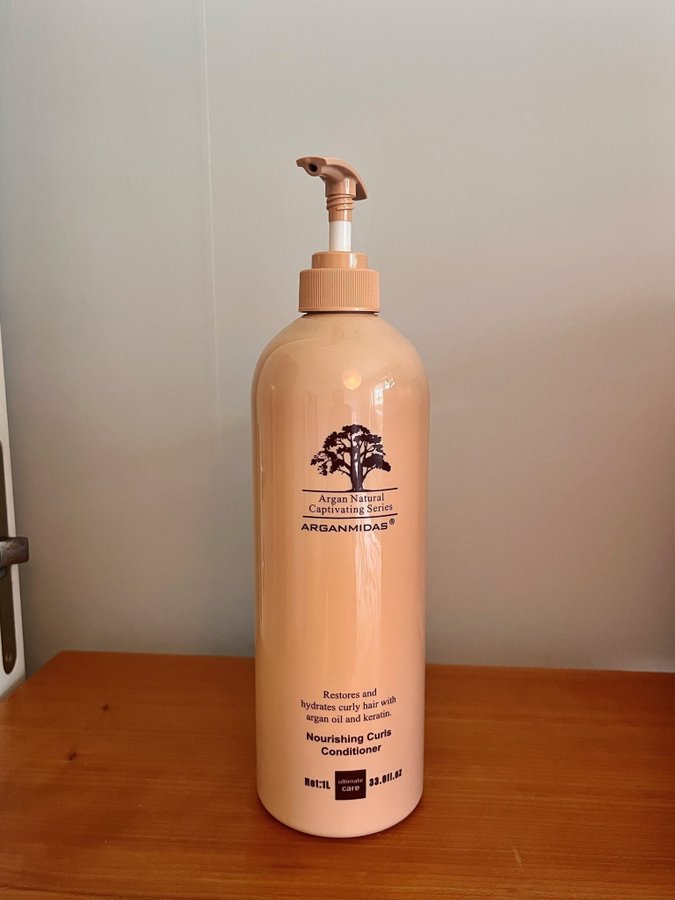 Argan Natural
Captivating Series
ARGANMIDAS®
Restores and
hydrates curly hair with
argan oil and keratin.
Nourishing Curls
Conditioner
Net:1L ultimate care 33.8fl.oz